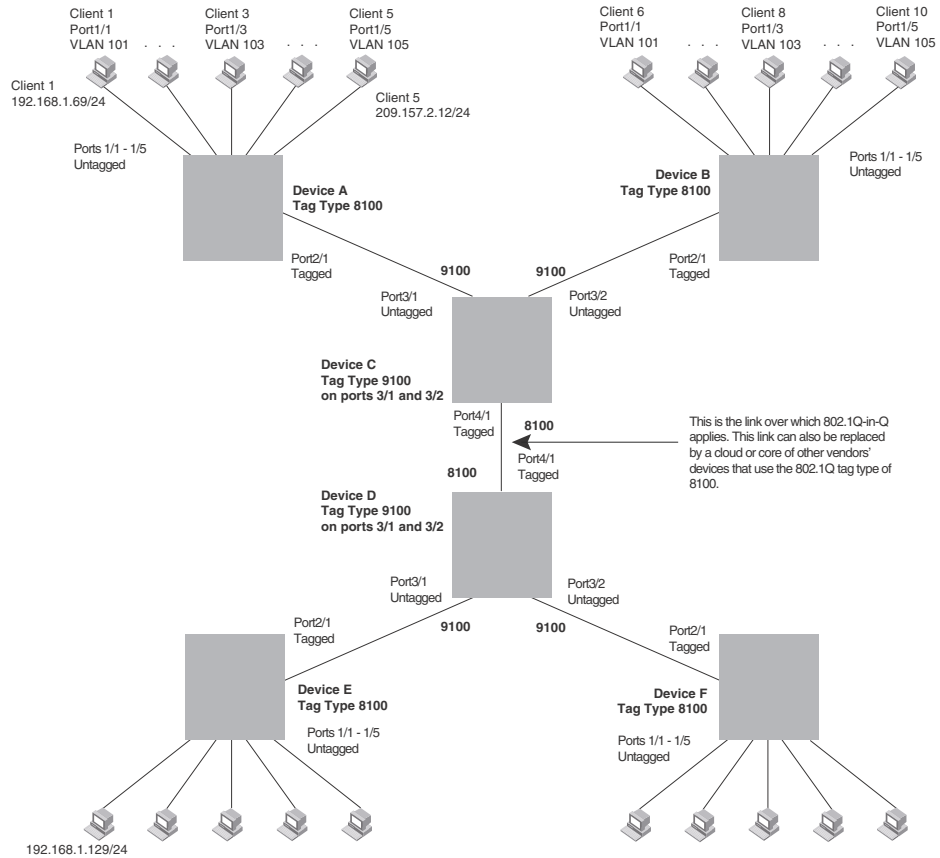 Client 1
Port1/1
VLAN 101
. . .
Client 3
Port1/3
VLAN 103
. . .
Client 5
Port1/5
VLAN 105
Client 6
Port1/1
VLAN 101
. . .
Client 8
Port1/3
VLAN 103
. . .
Client 10
Port1/5
VLAN 105
Client 1
192.168.1.69/24
Client 5
209.157.2.12/24
Ports 1/1 - 1/5
Untagged
Device A
Tag Type 8100
Device B
Tag Type 8100
Ports 1/1 - 1/5
Untagged
Port2/1
Tagged
9100
9100
Port2/1
Tagged
Port3/1
Untagged
Port3/2
Untagged
Device C
Tag Type 9100
on ports 3/1 and 3/2
Port4/1
Tagged
8100
This is the link over which 802.1Q-in-Q
applies. This link can also be replaced
by a cloud or core of other vendors'
devices that use the 802.1Q tag type of
8100.
Port4/1
Tagged
8100
Device D
Tag Type 9100
on ports 3/1 and 3/2
Port3/1
Untagged
Port3/2
Untagged
9100
9100
Port2/1
Tagged
Port2/1
Tagged
Device E
Tag Type 8100
Device F
Tag Type 8100
Ports 1/1 - 1/5
Untagged
Ports 1/1 - 1/5
Untagged
192.168.1.129/24